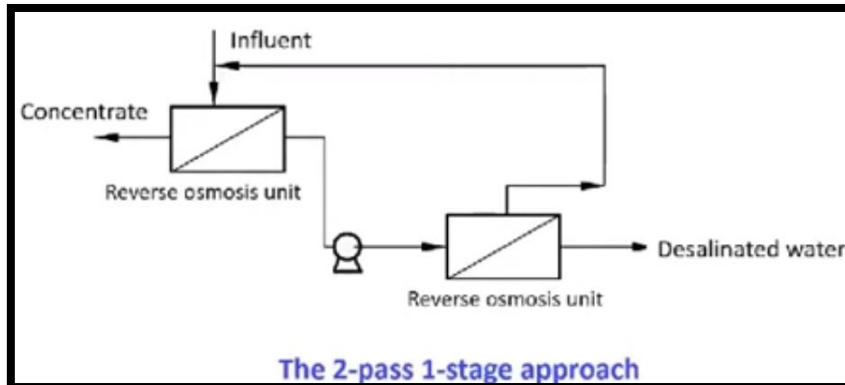 Influent
Concentrate
Reverse osmosis unit
Desalinated water
Reverse osmosis unit
The 2-pass 1-stage approach